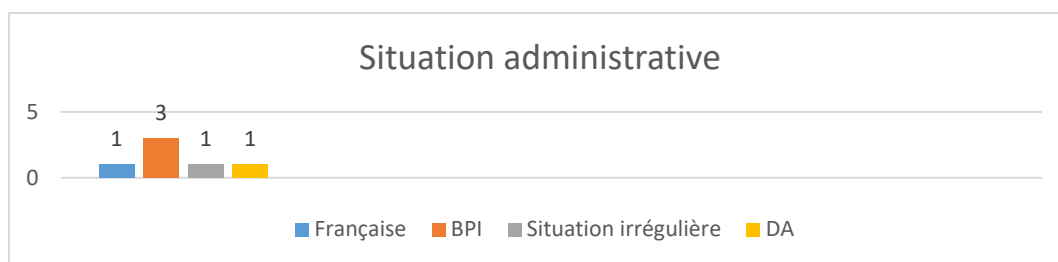 Situation administrative
5
3
1 1 1
0
Française BPI Situation irrégulière DA